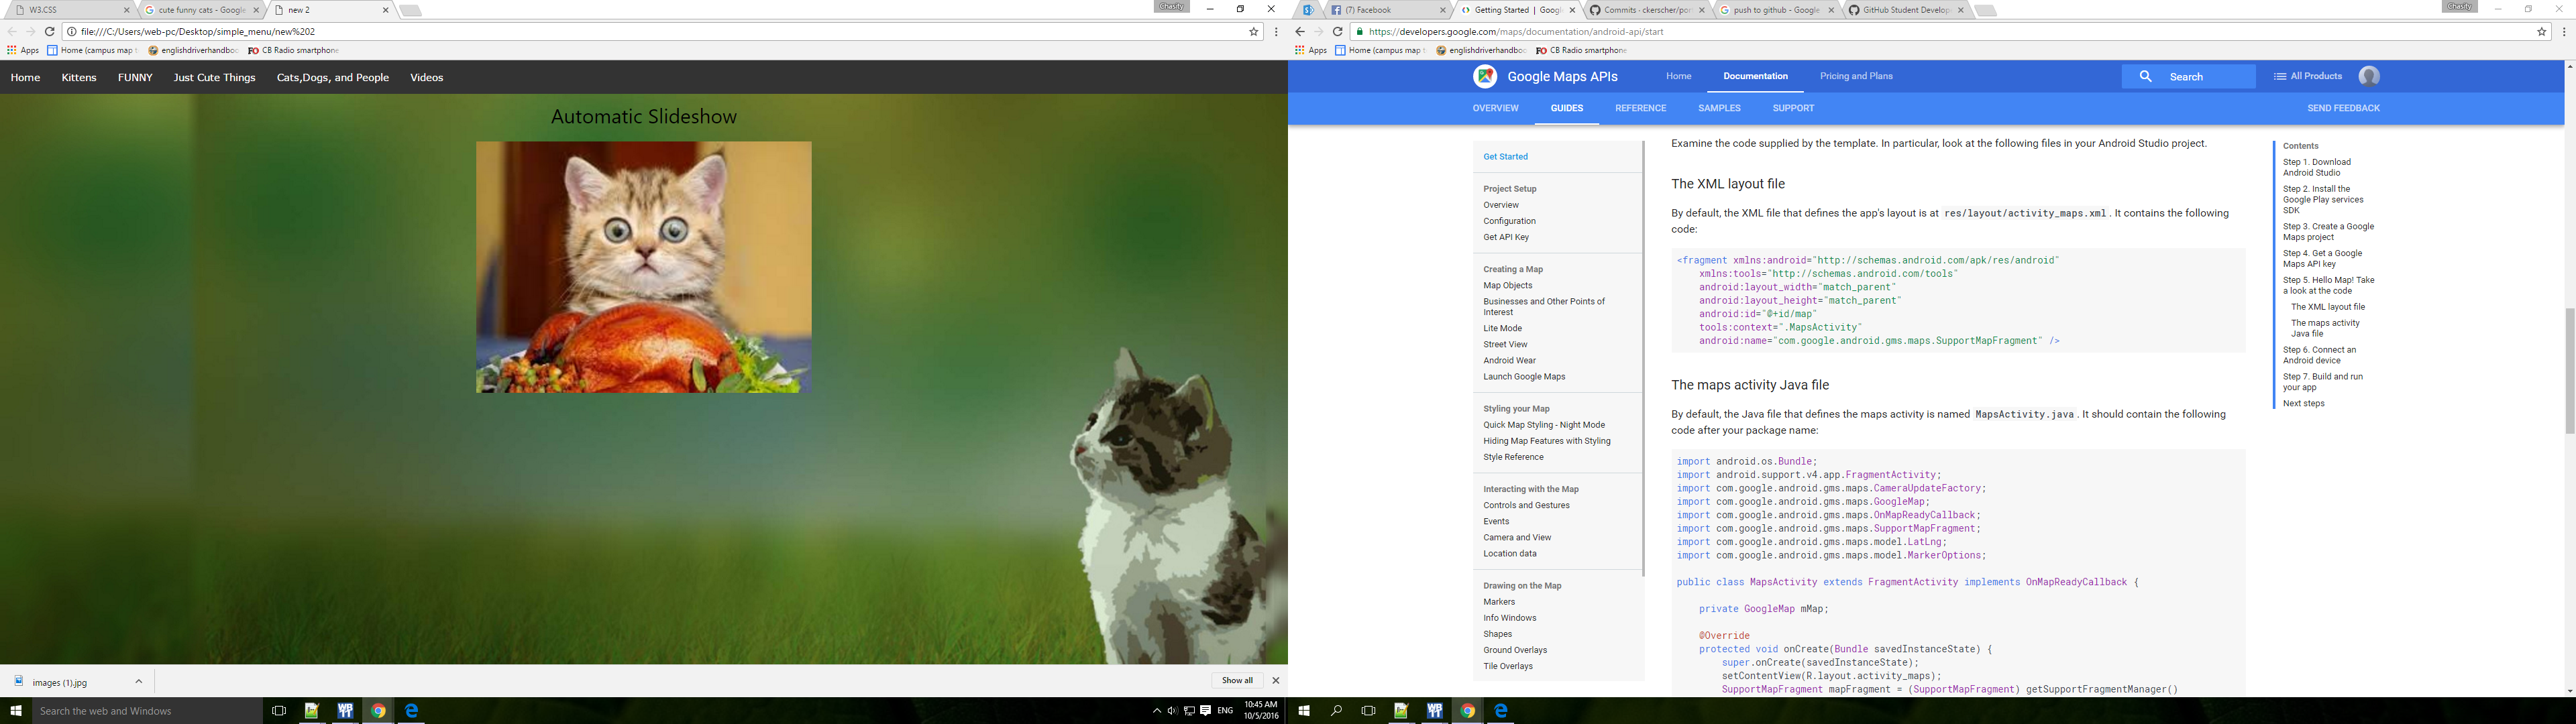 W3.CSS
cute funny cats - Google
new 2
Chasity
file:///C:/Users/web-pc/Desktop/simple_menu/new%202
Apps
Home (campus map t
englishdriverhandboo
FO CB Radio smartphone
Home
Kittens
FUNNY
Just Cute Things
Cats,Dogs, and People
Videos
Automatic Slideshow
images (1).jpg
Show all
Search the web and Windows
ENG
10:45 AM
10/5/2016
(7) Facebook
Getting Started | Google
Commits · ckerscher/por
push to github - Google
GitHub Student Develop
Chasity
https://developers.google.com/maps/documentation/android-api/start
Apps
Home (campus map t
englishdriverhandboo
FO CB Radio smartphone
Google Maps APIs
Home
Documentation
Pricing and Plans
Search
All Products
OVERVIEW
GUIDES
REFERENCE
SAMPLES
SUPPORT
SEND FEEDBACK
Get Started
Project Setup
Overview
Configuration
Get API Key
Creating a Map
Map Objects
Businesses and Other Points of
Interest
Lite Mode
Street View
Android Wear
Launch Google Maps
Styling your Map
Quick Map Styling - Night Mode
Hiding Map Features with Styling
Style Reference
Interacting with the Map
Controls and Gestures
Events
Camera and View
Location data
Drawing on the Map
Markers
Info Windows
Shapes
Ground Overlays
Tile Overlays
Examine the code supplied by the template. In particular, look at the following files in your Android Studio project.
The XML layout file
By default, the XML file that defines the app's layout is at res/layout/activity_maps.xml. It contains the following
code:
<fragment xmlns:android="http://schemas.android.com/apk/res/android"
xmlns:tools="http://schemas.android.com/tools"
android:layout_width="match_parent"
android:layout_height="match_parent"
android:id="@+id/map"
tools:context=".MapsActivity"
android:name="com.google.android.gms.maps.SupportMapFragment" />
The maps activity Java file
By default, the Java file that defines the maps activity is named MapsActivity.java. It should contain the following
code after your package name:
import android.os.Bundle;
import android.support.v4.app.FragmentActivity;
import com.google.android.gms.maps.CameraUpdateFactory;
import com.google.android.gms.maps.GoogleMap;
import com.google.android.gms.maps.OnMapReadyCallback;
import com.google.android.gms.maps.SupportMapFragment;
import com.google.android.gms.maps.model.LatLng;
import com.google.android.gms.maps.model.MarkerOptions;
public class MapsActivity extends FragmentActivity implements OnMapReadyCallback {
private GoogleMap mMap;
@Override
protected void onCreate(Bundle savedInstanceState) {
super.onCreate(savedInstanceState);
setContentView(R.layout.activity_maps);
SupportMapFragment mapFragment = (SupportMapFragment) getSupportFragmentManager()
Contents
Step 1. Download
Android Studio
Step 2. Install the
Google Play services
SDK
Step 3. Create a Google
Maps project
Step 4. Get a Google
Maps API key
Step 5. Hello Map! Take
a look at the code
The XML layout file
The maps activity
Java file
Step 6. Connect an
Android device
Step 7. Build and run
your app
Next steps